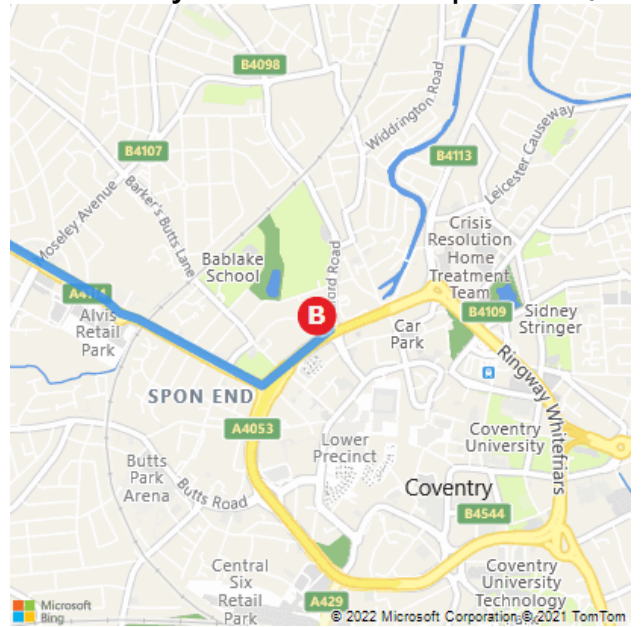 B4098
Widdrington Road
B4107
B4113
Leicester Causeway
Moseley Avenue
Barker's Butts Lane
Crisis
Resolution
Home
Treatment
Team
Bablake
School
ord Road
A4
Alvis
Retail
Park
B
B4109
Car
Park
Sidney
Stringer
Ringway Whitefriars
SPON END
A4053
Lower
Precinct
Coventry
University
Butts
Park
Arena
Butts Road
Coventry
B4544
Central
Six
Retail
Park
A429
Coventry
University
Technology
Microsoft
Bing
© 2022 Microsoft Corporation © 2021 TomTom